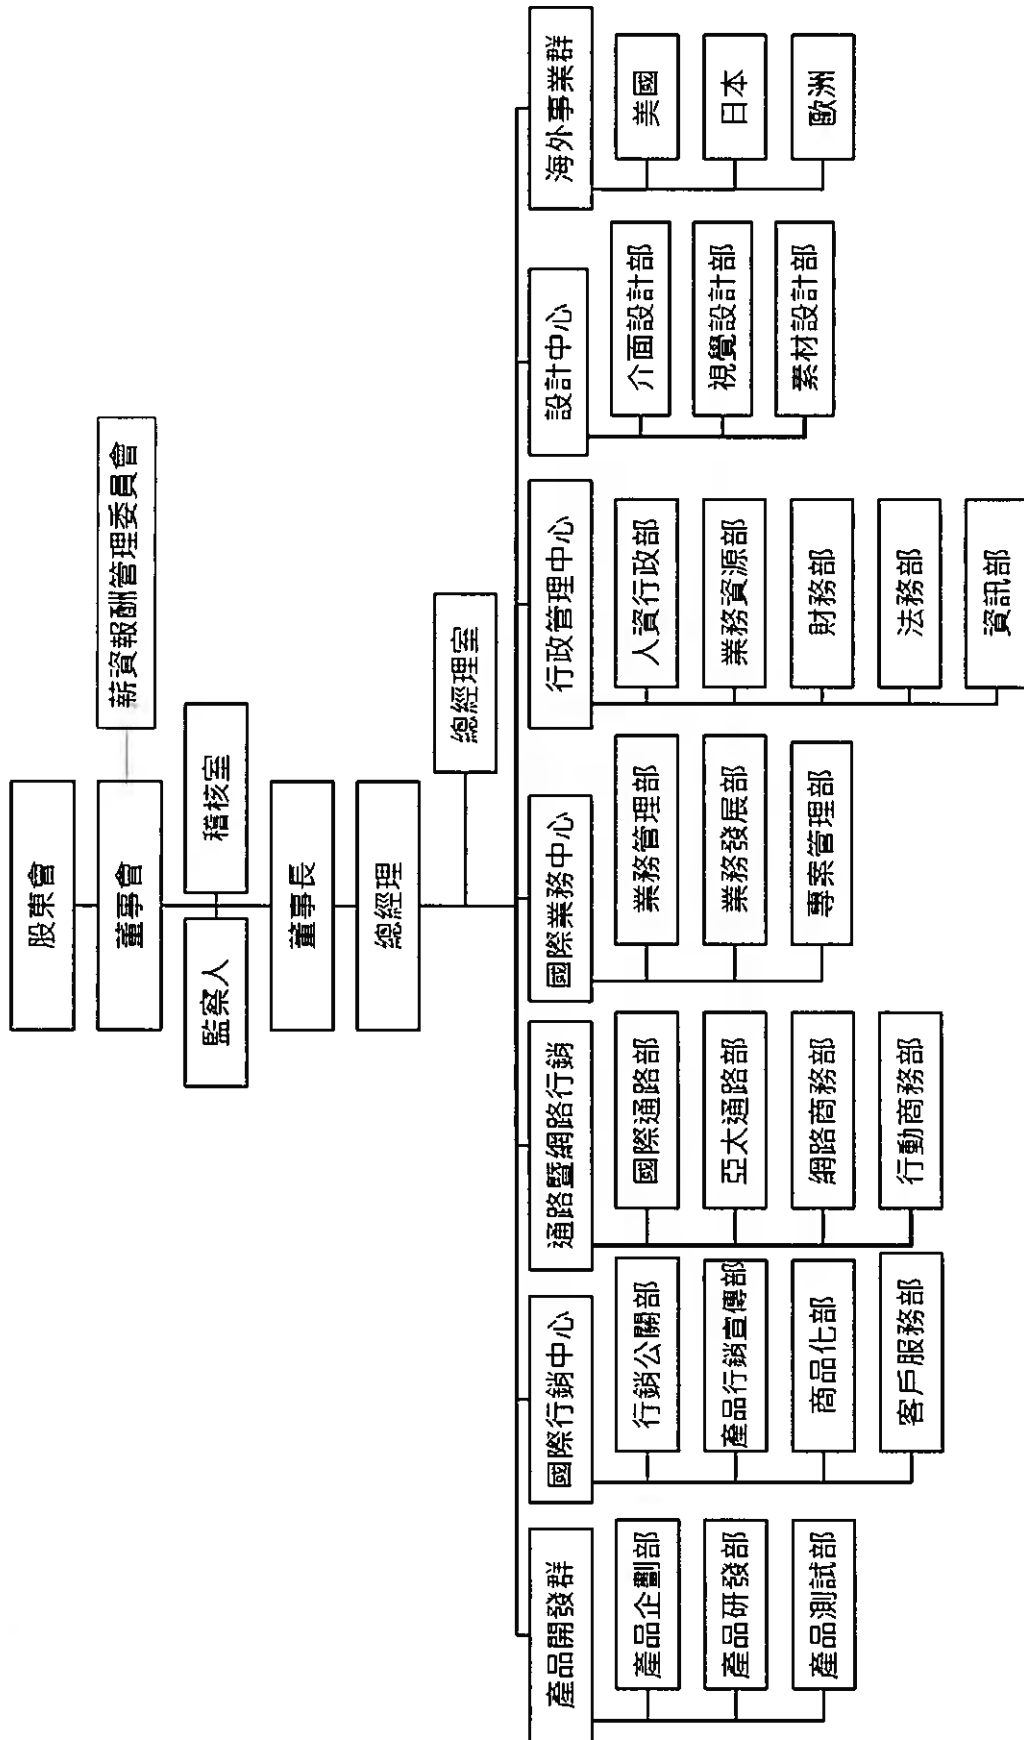 股東會
董事會
薪資報酬管理委員會
監察人
稽核室
董事長
總經理
總經理室
產品開發群
產品企劃部
產品研發部
產品測試部
國際行銷中心
行銷公關部
產品行銷宣傳部
商品化部
客戶服務部
通路暨網路行銷
國際通路部
亞太通路部
網路商務部
行動商務部
國際業務中心
業務管理部
業務發展部
專案管理部
行政管理中心
人資行政部
業務資源部
財務部
法務部
資訊部
設計中心
介面設計部
視覺設計部
素材設計部
海外事業群
美國
日本
歐洲